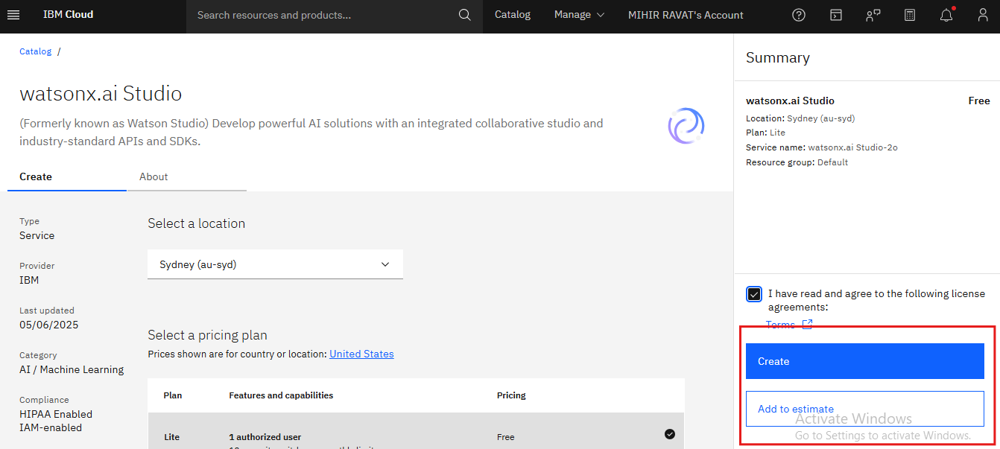 IBM Cloud
Search resources and products...
Catalog
Manage
MIHIR RAVAT's Account
Catalog /
watsonx.ai Studio
(Formerly known as Watson Studio) Develop powerful AI solutions with an integrated collaborative studio and
industry-standard APIs and SDKs.
Create
About
Type
Service
Provider
IBM
Last updated
05/06/2025
Category
AI / Machine Learning
Compliance
HIPAA Enabled
IAM-enabled
Select a location
Sydney (au-syd)
Select a pricing plan
Prices shown are for country or location: United States
Plan Features and capabilities Pricing
Lite 1 authorized user Free
Summary
watsonx.ai Studio Free
Location: Sydney (au-syd)
Plan: Lite
Service name: watsonx.ai Studio-2o
Resource group: Default
I have read and agree to the following license
agreements:
Terms
Create
Add to estimate
Activate Windows
Go to Settings to activate Windows.